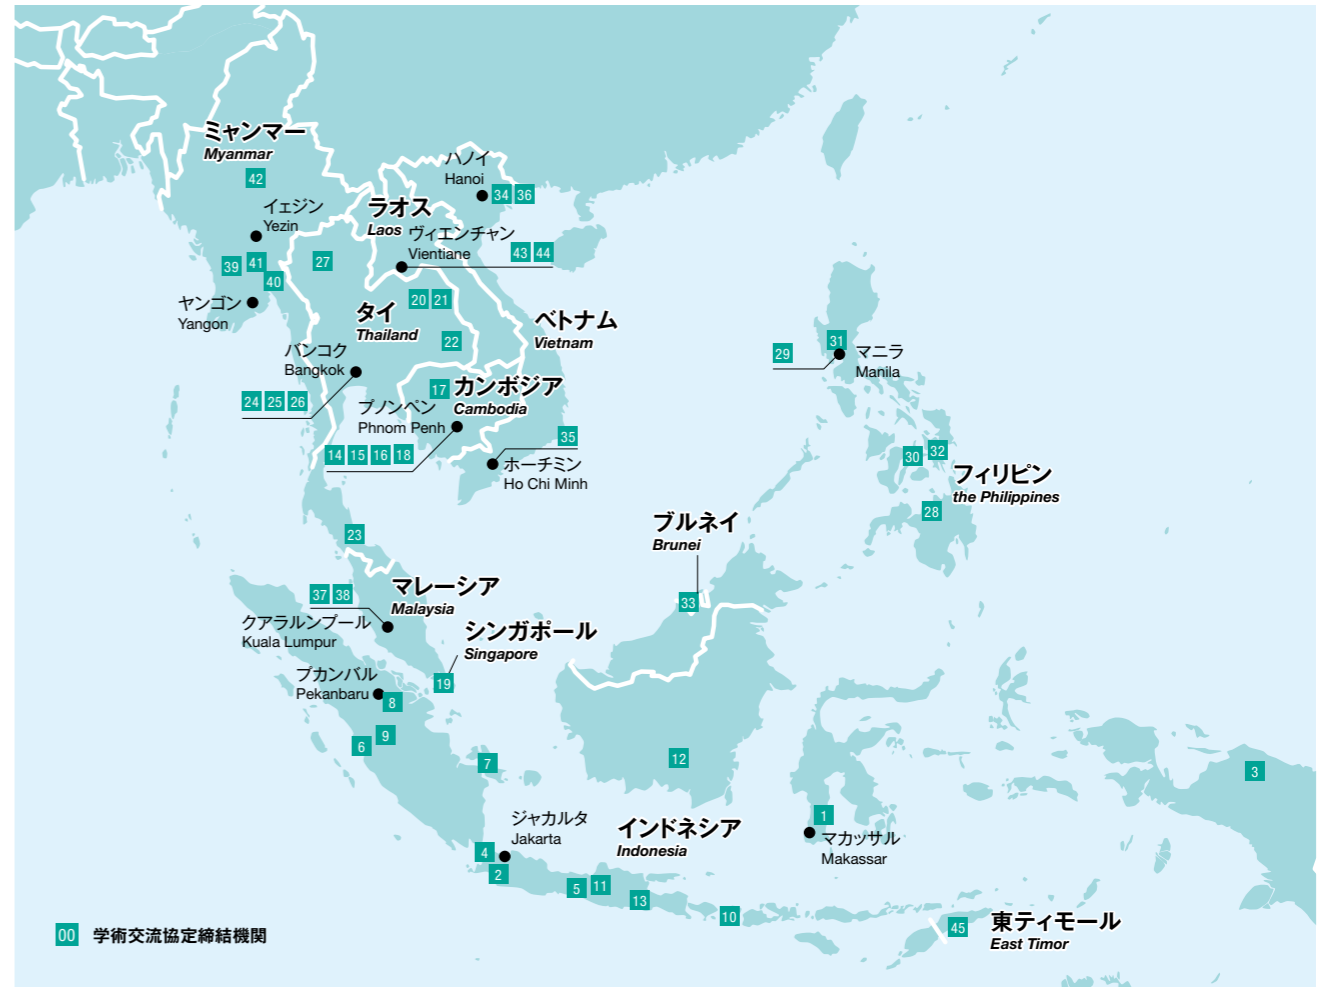 ミャンマー
Myanmar
42
イェジン
Yezin
39
41
40
ヤンゴン
Yangon
27
ラオス
Laos
ハノイ
Hanoi
34 36
ヴィエンチャン
Vientiane
43 44
20 21
タイ
Thailand
22
ベトナム
Vietnam
バンコク
Bangkok
24 25 26
17
カンボジア
Cambodia
プノンペン
Phnom Penh
14 15 16 18
35
ホーチミン
Ho Chi Minh
29
31
マニラ
Manila
30
32
フィリピン
the Philippines
28
23
ブルネイ
Brunei
33
マレーシア
Malaysia
37 38
クアラルンプール
Kuala Lumpur
シンガポール
Singapore
19
プカンバル
Pekanbaru
8
9
6
7
12
3
1
マカッサル
Makassar
ジャカルタ
Jakarta
4
2
インドネシア
Indonesia
5
11
13
10
45
東ティモール
East Timor
00 学術交流協定締結機関